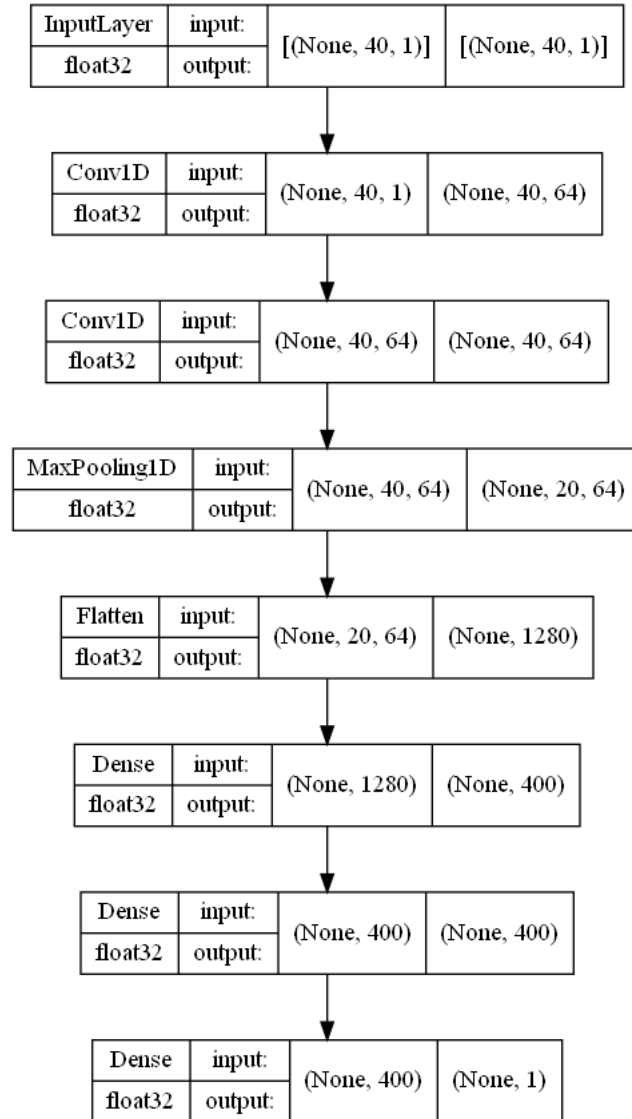 InputLayer input: [(None, 40, 1)] [(None, 40, 1)]
float32 output:
Conv1D input: (None, 40, 1) (None, 40, 64)
float32 output:
Conv1D input: (None, 40, 64) (None, 40, 64)
float32 output:
MaxPooling1D input: (None, 40, 64) (None, 20, 64)
float32 output:
Flatten input: (None, 20, 64) (None, 1280)
float32 output:
Dense input: (None, 1280) (None, 400)
float32 output:
Dense input: (None, 400) (None, 400)
float32 output:
Dense input: (None, 400) (None, 1)
float32 output: